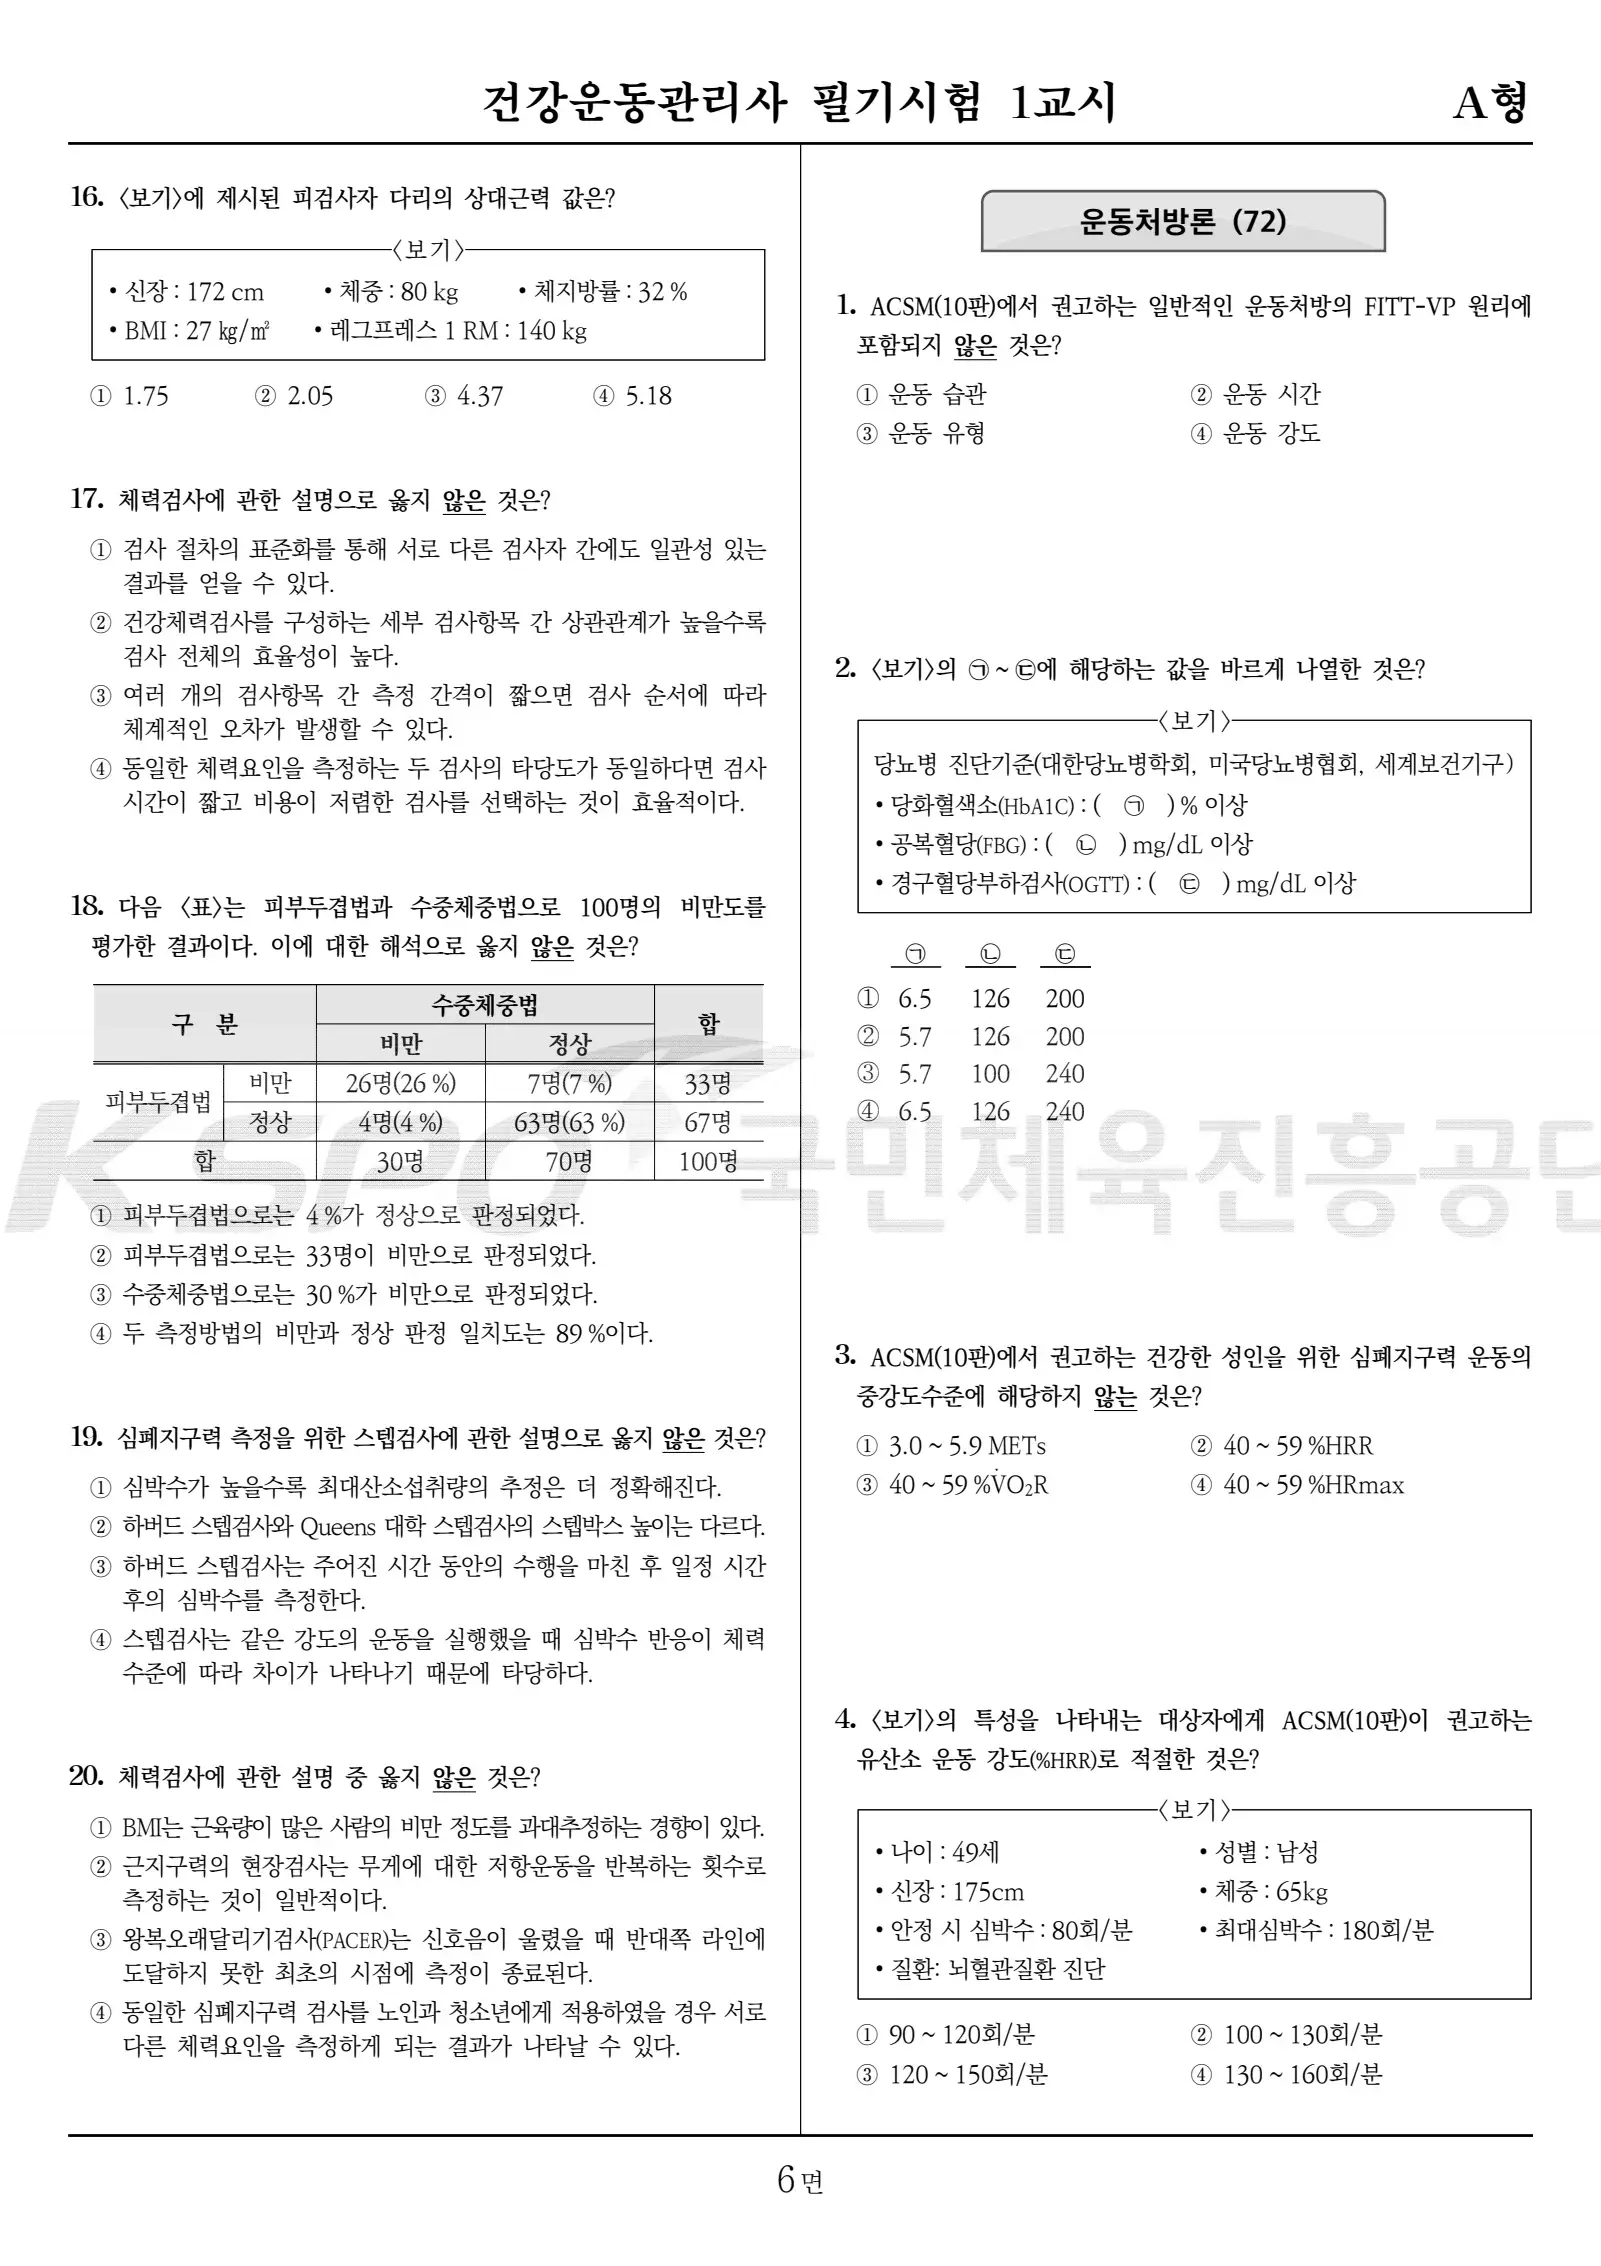 건강운동관리사 필기시험 1교시
A형
16. <보기>에 제시된 피검사자 다리의 상대근력 값은?
<보기>
• 신장 : 172 cm • 체중 : 80 kg • 체지방률 : 32 %
• BMI : 27 ㎏/㎡ • 레그프레스 1 RM : 140 kg
① 1.75 ② 2.05 ③ 4.37 ④ 5.18
17. 체력검사에 관한 설명으로 옳지 않은 것은?
① 검사 절차의 표준화를 통해 서로 다른 검사자 간에도 일관성 있는
결과를 얻을 수 있다.
② 건강체력검사를 구성하는 세부 검사항목 간 상관관계가 높을수록
검사 전체의 효율성이 높다.
③ 여러 개의 검사항목 간 측정 간격이 짧으면 검사 순서에 따라
체계적인 오차가 발생할 수 있다.
④ 동일한 체력요인을 측정하는 두 검사의 타당도가 동일하다면 검사
시간이 짧고 비용이 저렴한 검사를 선택하는 것이 효율적이다.
18. 다음 <표>는 피부두겹법과 수중체중법으로 100명의 비만도를
평가한 결과이다. 이에 대한 해석으로 옳지 않은 것은?
구 분 수중체중법 합
비만 정상
피부두겹법 비만 26명(26 %) 7명(7 %) 33명
정상 4명(4 %) 63명(63 %) 67명
합 30명 70명 100명
① 피부두겹법으로는 4 %가 정상으로 판정되었다.
② 피부두겹법으로는 33명이 비만으로 판정되었다.
③ 수중체중법으로는 30 %가 비만으로 판정되었다.
④ 두 측정방법의 비만과 정상 판정 일치도는 89 %이다.
19. 심폐지구력 측정을 위한 스텝검사에 관한 설명으로 옳지 않은 것은?
① 심박수가 높을수록 최대산소섭취량의 추정은 더 정확해진다.
② 하버드 스텝검사와 Queens 대학 스텝검사의 스텝박스 높이는 다르다.
③ 하버드 스텝검사는 주어진 시간 동안의 수행을 마친 후 일정 시간
후의 심박수를 측정한다.
④ 스텝검사는 같은 강도의 운동을 실행했을 때 심박수 반응이 체력
수준에 따라 차이가 나타나기 때문에 타당하다.
20. 체력검사에 관한 설명 중 옳지 않은 것은?
① BMI는 근육량이 많은 사람의 비만 정도를 과대추정하는 경향이 있다.
② 근지구력의 현장검사는 무게에 대한 저항운동을 반복하는 횟수로
측정하는 것이 일반적이다.
③ 왕복오래달리기검사(PACER)는 신호음이 울렸을 때 반대쪽 라인에
도달하지 못한 최초의 시점에 측정이 종료된다.
④ 동일한 심폐지구력 검사를 노인과 청소년에게 적용하였을 경우 서로
다른 체력요인을 측정하게 되는 결과가 나타날 수 있다.
운동처방론 (72)
1. ACSM(10판)에서 권고하는 일반적인 운동처방의 FITT-VP 원리에
포함되지 않은 것은?
① 운동 습관 ② 운동 시간
③ 운동 유형 ④ 운동 강도
2. <보기>의 ㉠~㉢에 해당하는 값을 바르게 나열한 것은?
<보기>
당뇨병 진단기준(대한당뇨병학회, 미국당뇨병협회, 세계보건기구)
• 당화혈색소(HbA1C) : ( ㉠ ) % 이상
• 공복혈당(FBG) : ( ㉡ ) mg/dL 이상
• 경구혈당부하검사(OGTT) : ( ㉢ ) mg/dL 이상
㉠ ㉡ ㉢
① 6.5 126 200
② 5.7 126 200
③ 5.7 100 240
④ 6.5 126 240
3. ACSM(10판)에서 권고하는 건강한 성인을 위한 심폐지구력 운동의
중강도수준에 해당하지 않는 것은?
① 3.0 ~ 5.9 METs ② 40 ~ 59 %HRR
③ 40 ~ 59 %V̇O₂R ④ 40 ~ 59 %HRmax
4. <보기>의 특성을 나타내는 대상자에게 ACSM(10판)이 권고하는
유산소 운동 강도(%HRR)로 적절한 것은?
<보기>
• 나이 : 49세 • 성별 : 남성
• 신장 : 175cm • 체중 : 65kg
• 안정 시 심박수 : 80회/분 • 최대심박수 : 180회/분
• 질환: 뇌혈관질환 진단
① 90 ~ 120회/분 ② 100 ~ 130회/분
③ 120 ~ 150회/분 ④ 130 ~ 160회/분
KSPO 국민체육진흥공단
6 면